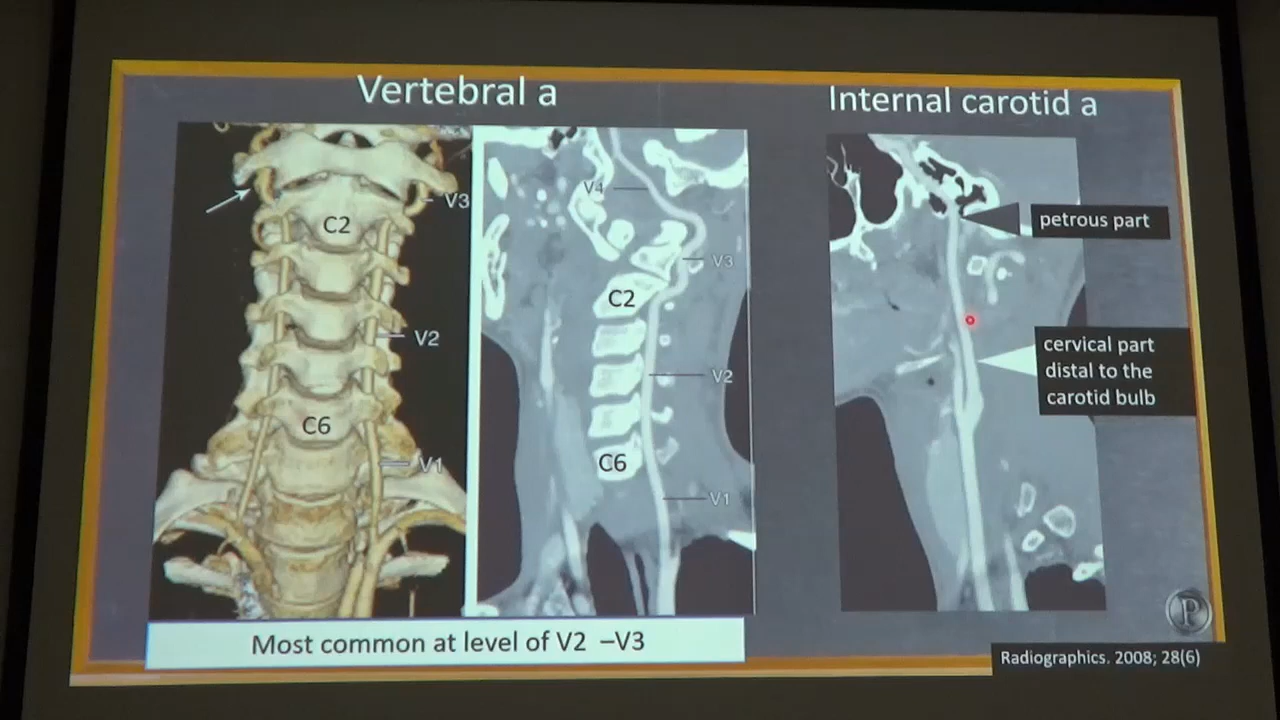 Vertebral a
Internal carotid a
V3
C2
V2
C6
V1
V4
V3
C2
V2
C6
V1
petrous part
cervical part
distal to the
carotid bulb
Most common at level of V2 –V3
P
Radiographics. 2008; 28(6)